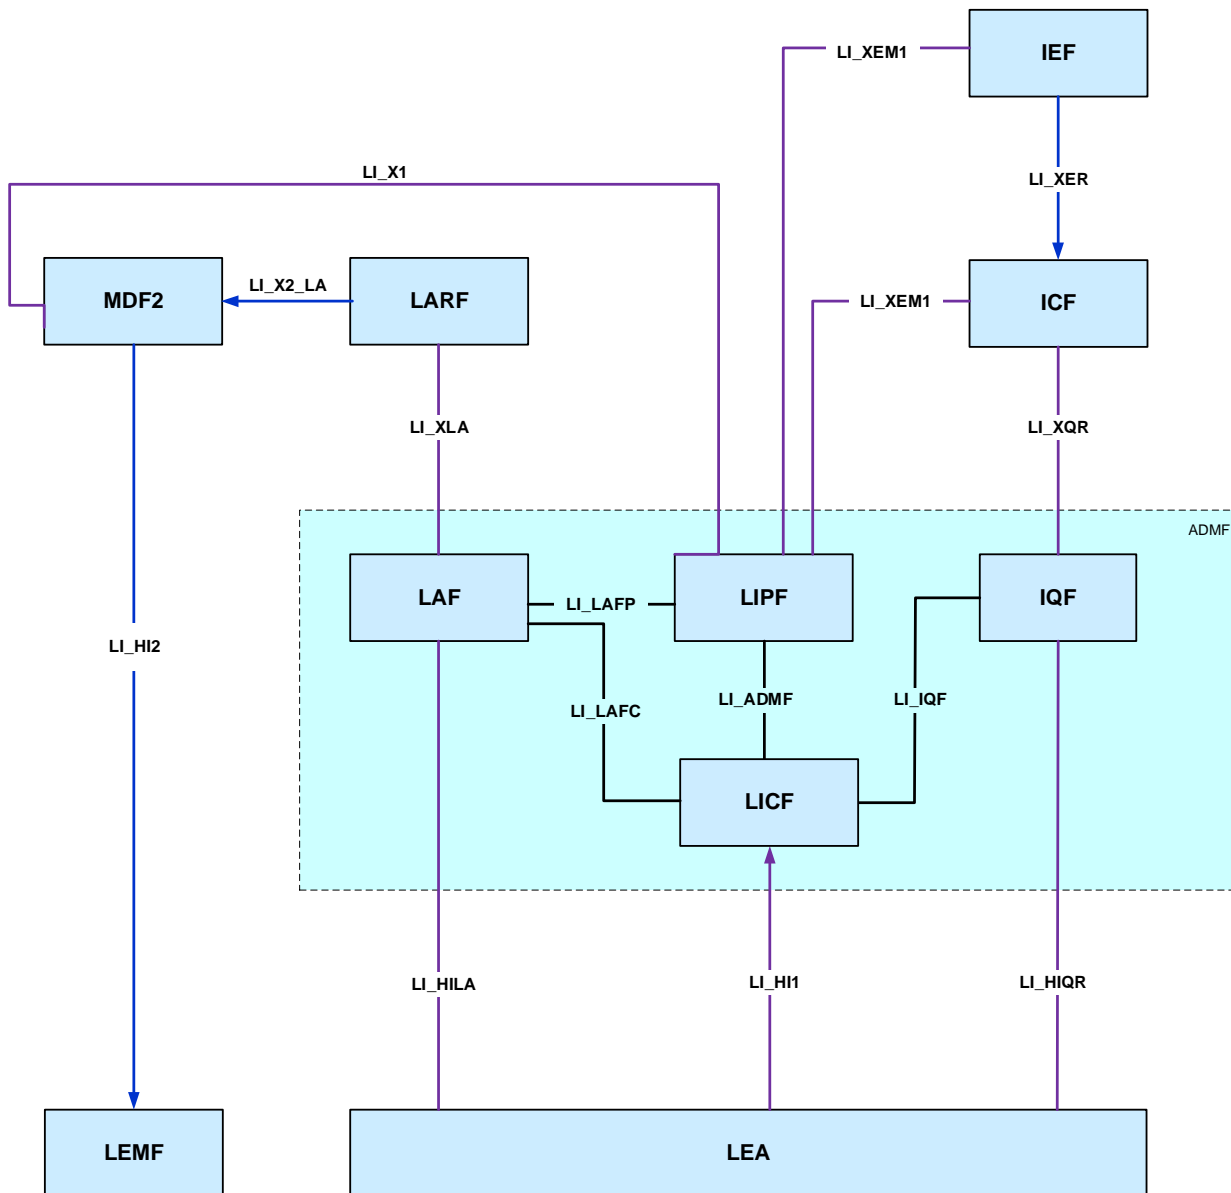 IEF
LI_XEM1
LI_X1
LI_XER
MDF2
LI_X2_LA
LARF
LI_XEM1
ICF
LI_XLA
LI_XQR
ADMF
LAF
LI_LAFP
LIPF
IQF
LI_HI2
LI_LAFC
LI_ADMF
LI_IQF
LICF
LI_HILA
LI_HI1
LI_HIQR
LEMF
LEA